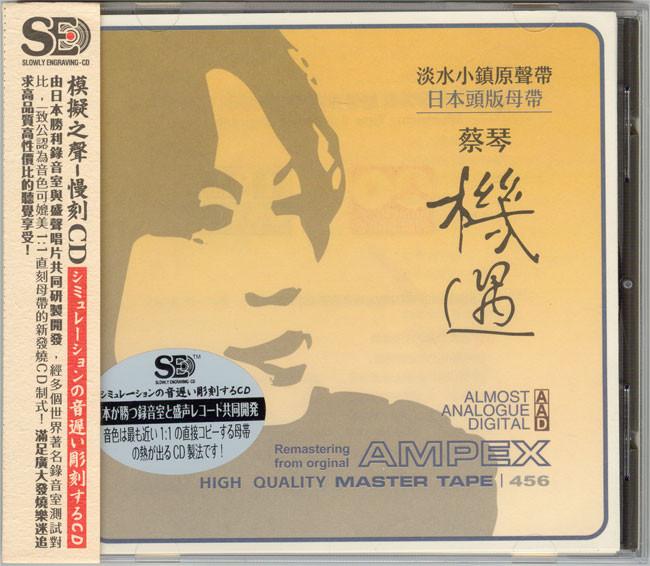 SECD
SLOWLY ENGRAVING-CD
模擬之聲—慢刻 CD シミュレーションの音遅い彫刻するCD
由日本勝利錄音室與盛聲唱片共同研製開發，經多個世界著名錄音室測試對
比，一致公認為音色可媲美1:1直刻母帶的新發燒CD制式！滿足廣大發燒樂迷追
求高品質高性價比的聽覺享受！
淡水小鎮原聲帶
日本頭版母帶
蔡琴
機遇
SECD™
SLOWLY ENGRAVING-CD
シミュレーションの音遅い彫刻するCD
本が勝つ録音室と盛声レコード共同開発
音色は最も近い1:1の直接コピーする母帯
の熱が出るCD製法です！
ALMOST A
ANALOGUE A
DIGITAL D
Remastering
from orginal
AMPEX
HIGH QUALITY MASTER TAPE | 456